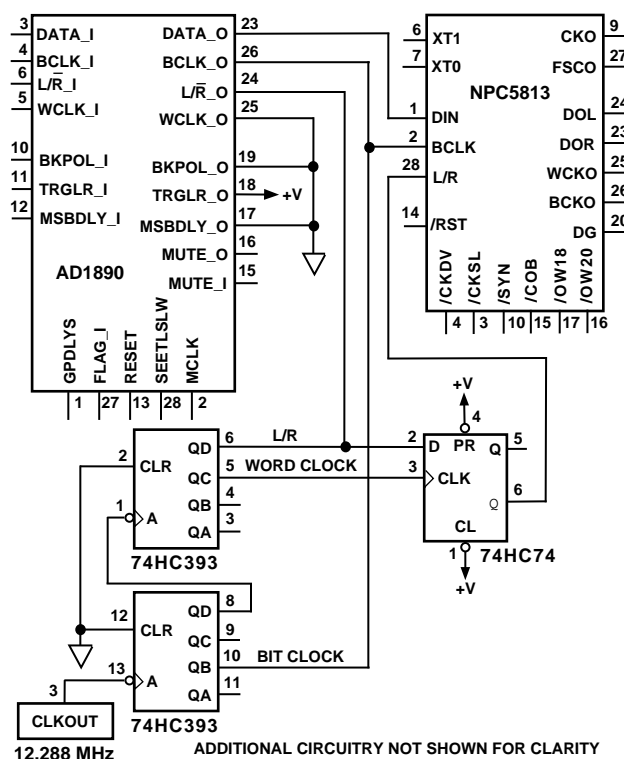 3 DATA_I
4 BCLK_I
6 L/R̅_I
5 WCLK_I
10 BKPOL_I
11 TRGLR_I
12 MSBDLY_I
AD1890
DATA_O 23
BCLK_O 26
L/R̅_O 24
WCLK_O 25
BKPOL_O 19
TRGLR_O 18 +V
MSBDLY_O 17
MUTE_O 16
MUTE_I 15
GPDLYS
FLAG_I
RESET
SEETLSLW
MCLK
1 27 13 28 2
6 XT1
7 XT0
NPC5813
1 DIN
2 BCLK
28 L/R
14 /RST
CKO 9
FSCO 27
DOL 24
DOR 23
WCKO 25
BCKO 26
DG 20
/CKDV
/CKSL
/SYN
/COB
/OW18
/OW20
4 3 10 15 17 16
2 CLR
1 A
QD 6 L/R
QC 5 WORD CLOCK
QB 4
QA 3
74HC393
12 CLR
13 A
QD 8
QC 9
QB 10 BIT CLOCK
QA 11
74HC393
3
CLKOUT
12.288 MHz
+V
4
2 D PR Q 5
3 CLK
Q 6
CL
1 74HC74
+V
ADDITIONAL CIRCUITRY NOT SHOWN FOR CLARITY